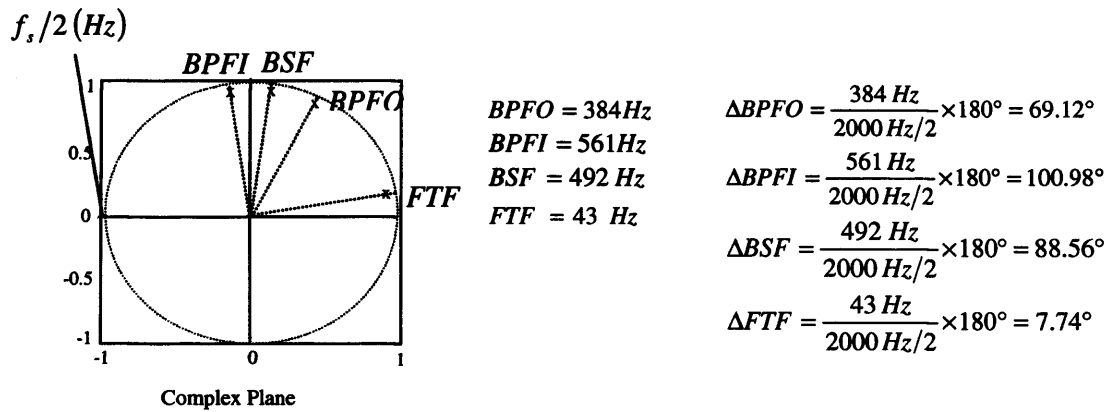 f_s/2 (Hz)
BPFI BSF
BPFO
FTF
1
0.5
0
-0.5
-1
-1 0 1
Complex Plane
BPFO = 384Hz
BPFI = 561Hz
BSF = 492 Hz
FTF = 43 Hz
ΔBPFO = 384 Hz / 2000 Hz/2 ×180° = 69.12°
ΔBPFI = 561 Hz / 2000 Hz/2 ×180° = 100.98°
ΔBSF = 492 Hz / 2000 Hz/2 ×180° = 88.56°
ΔFTF = 43 Hz / 2000 Hz/2 ×180° = 7.74°